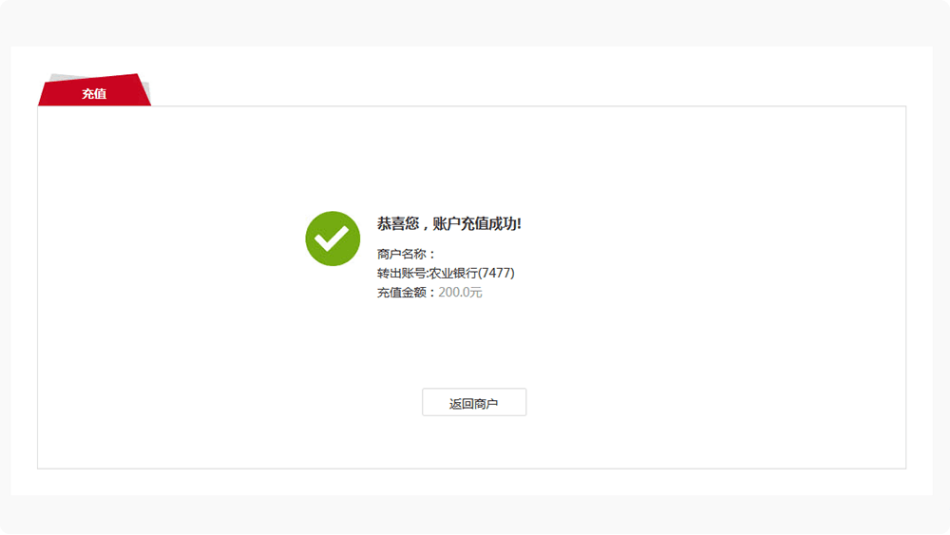 充值
恭喜您，账户充值成功!
商户名称：
转出账号:农业银行(7477)
充值金额：200.0元
返回商户